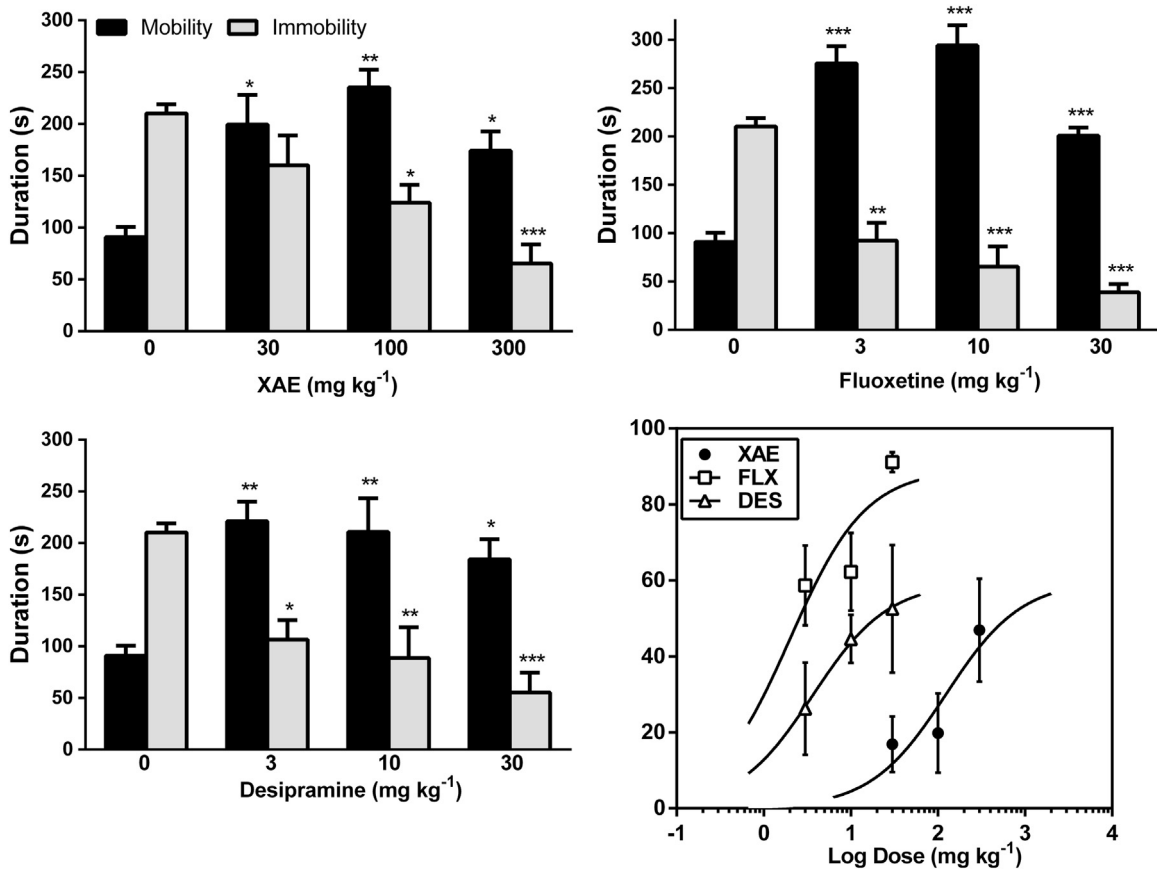 Mobility Immobility
Duration (s)
300
250
200
150
100
50
0
*
**
*
*
***
0 30 100 300
XAE (mg kg⁻¹)
Duration (s)
300
250
200
150
100
50
0
***
***
***
**
***
***
0 3 10 30
Fluoxetine (mg kg⁻¹)
Duration (s)
300
250
200
150
100
50
0
**
**
*
*
**
***
0 3 10 30
Desipramine (mg kg⁻¹)
100
80
60
40
20
0
XAE
FLX
DES
-1 0 1 2 3 4
Log Dose (mg kg⁻¹)